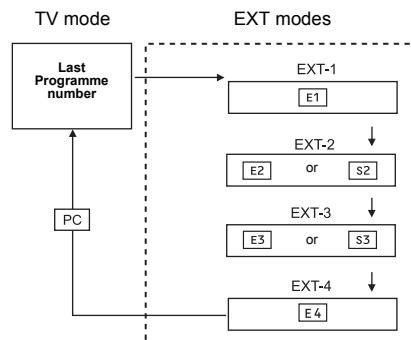 TV mode
EXT modes
Last
Programme
number
EXT-1
E1
EXT-2
E2 or S2
EXT-3
E3 or S3
PC
EXT-4
E4